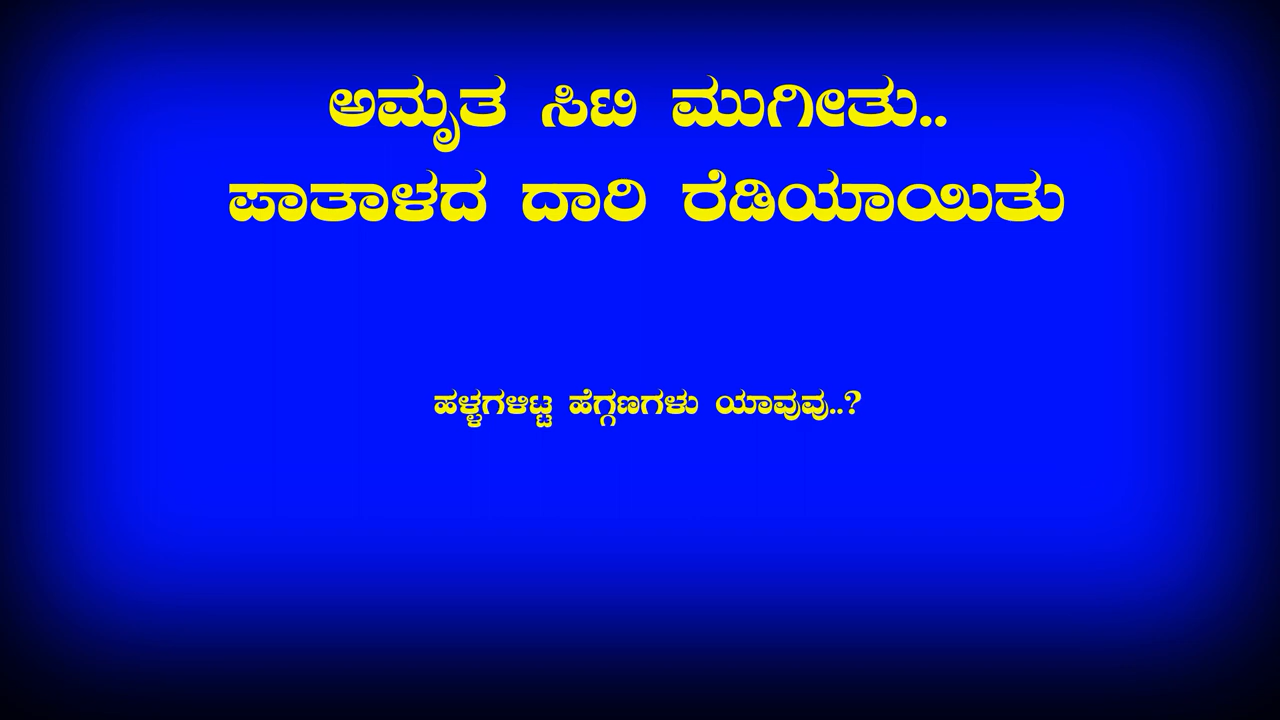 ಅಮೃತ ಸಿಟಿ ಮುಗೀತು..
ಪಾತಾಳದ ದಾರಿ ರೆಡಿಯಾಯಿತು
ಹಳ್ಳಗಳಿಟ್ಟ ಹೆಗ್ಗಣಗಳು ಯಾವುವು..?